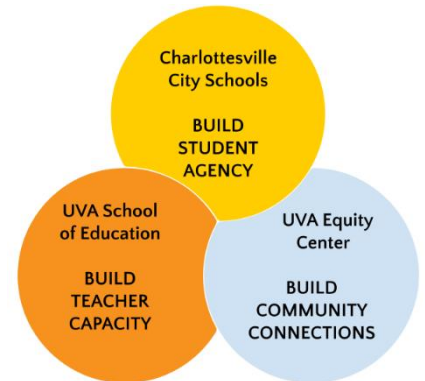 Charlottesville
City Schools
BUILD
STUDENT
AGENCY
UVA School
of Education
BUILD
TEACHER
CAPACITY
UVA Equity
Center
BUILD
COMMUNITY
CONNECTIONS